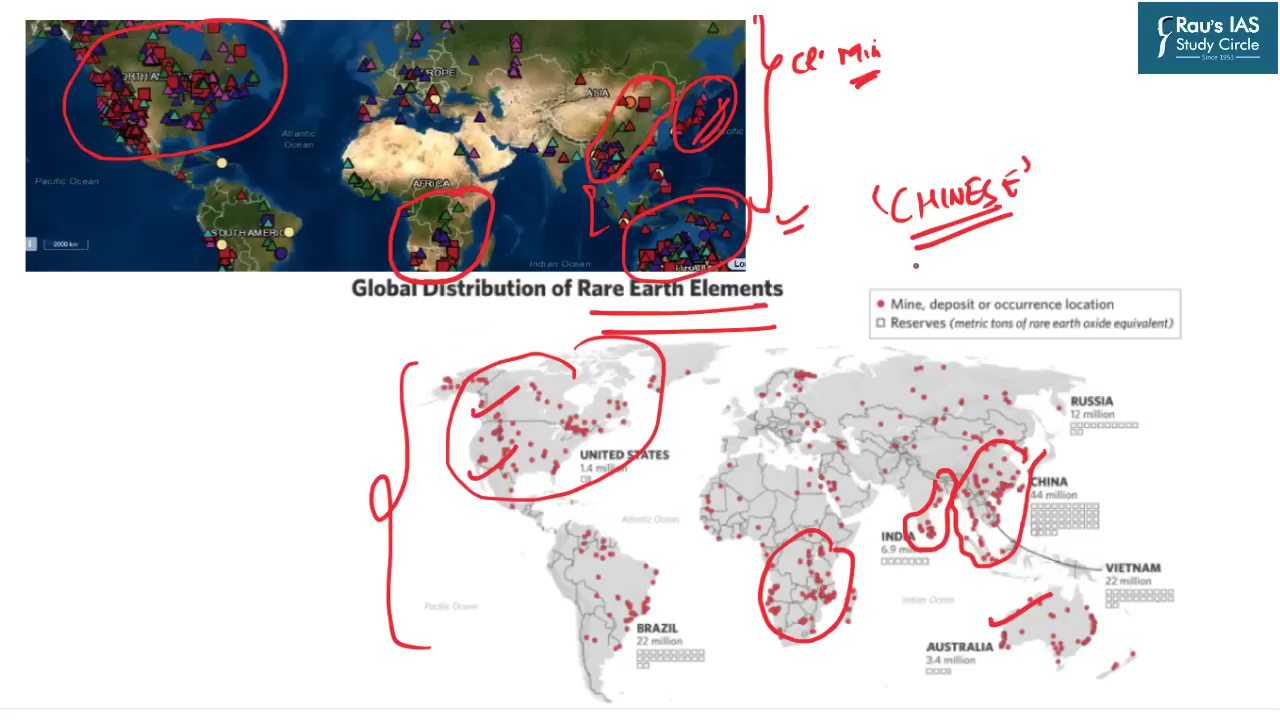 Rau's IAS
Study Circle
Since 1953
NORTH AM
EUROPE
ASIA
Atlantic
Ocean
Pacific Ocean
AFRICA
SOUTH AMERIC
2000 km
Indian Ocean
Min
'CHINESE'
Global Distribution of Rare Earth Elements
Mine, deposit or occurrence location
Reserves (metric tons of rare earth oxide equivalent)
RUSSIA
12 million
UNITED STATES
1.4 million
CHINA
44 million
Atlantic Ocean
INDIA
6.9 m
VIETNAM
22 million
Pacific Ocean
Indian Ocean
BRAZIL
22 million
AUSTRALIA
3.4 million